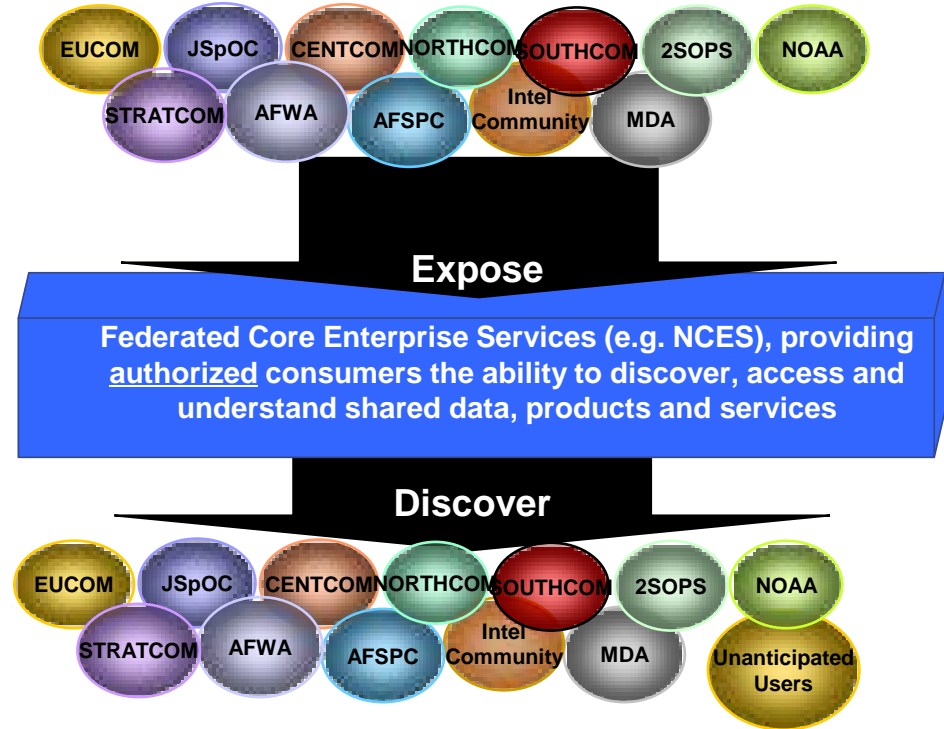 EUCOM
JSpOC
CENTCOM
NORTHCOM
SOUTHCOM
2SOPS
NOAA
STRATCOM
AFWA
AFSPC
Intel
Community
MDA
Expose
Federated Core Enterprise Services (e.g. NCES), providing
authorized consumers the ability to discover, access and
understand shared data, products and services
Discover
EUCOM
JSpOC
CENTCOM
NORTHCOM
SOUTHCOM
2SOPS
NOAA
STRATCOM
AFWA
AFSPC
Intel
Community
MDA
Unanticipated
Users